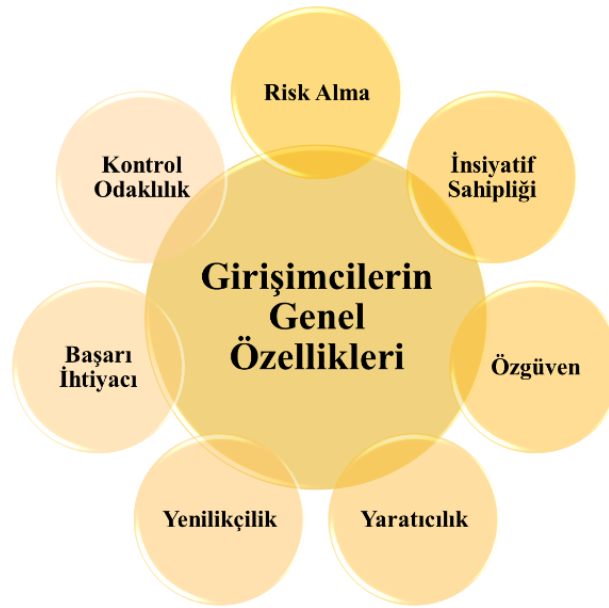 Risk Alma
İnsiyatif
Sahipliği
Özgüven
Yaratıcılık
Yenilikçilik
Başarı
İhtiyacı
Kontrol
Odaklılık
Girişimcilerin
Genel
Özellikleri